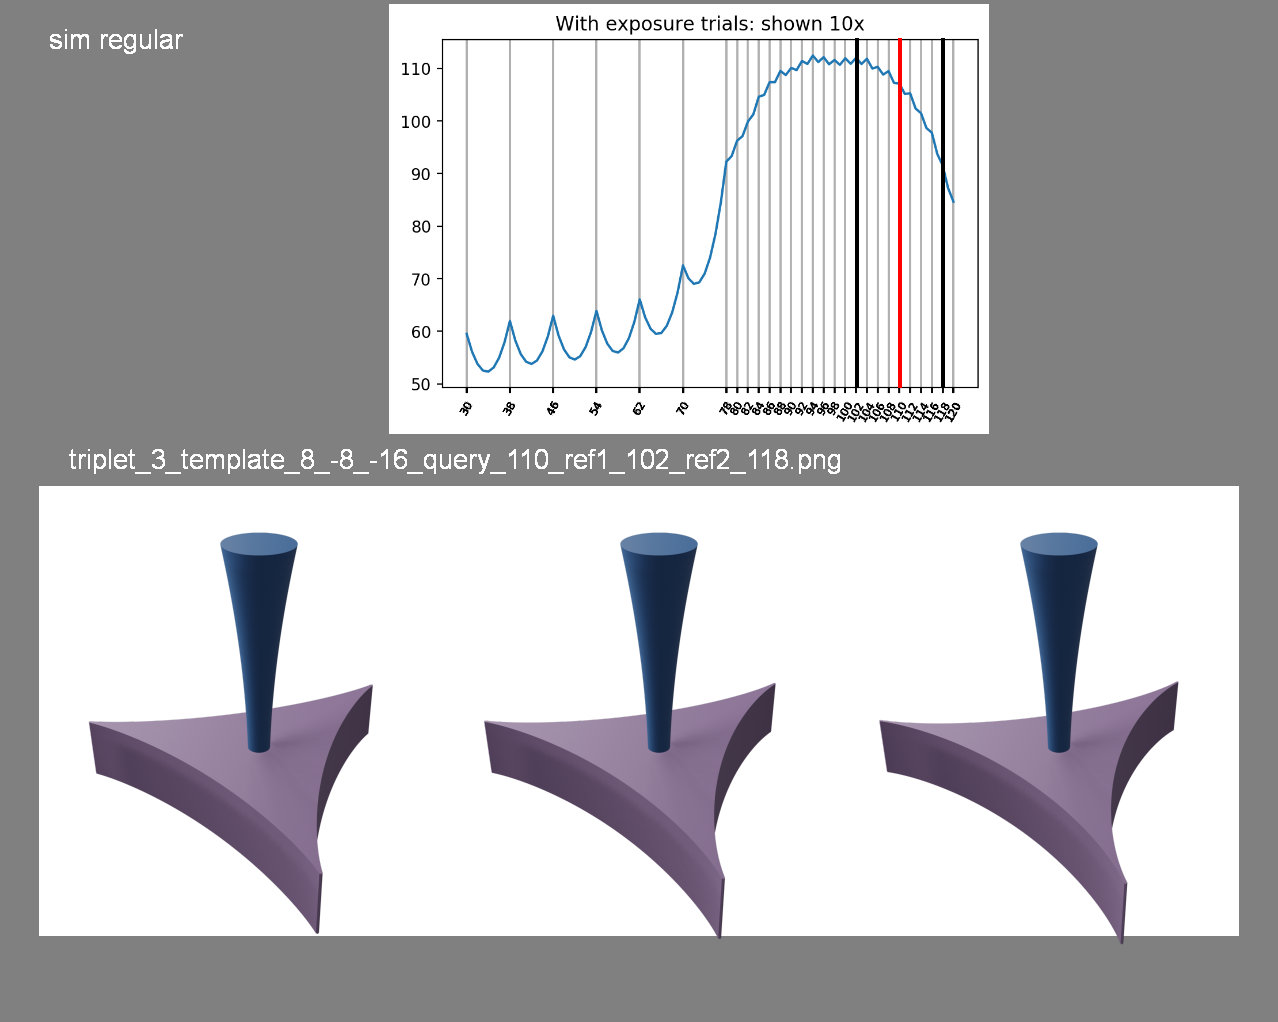 sim regular
With exposure trials: shown 10x
110
100
90
80
70
60
50
30 38 46 54 62 70 78 80 82 84 86 88 90 92 94 96 98 100 102 104 106 108 110 112 114 116 118 120
triplet_3_template_8_-8_-16_query_110_ref1_102_ref2_118.png